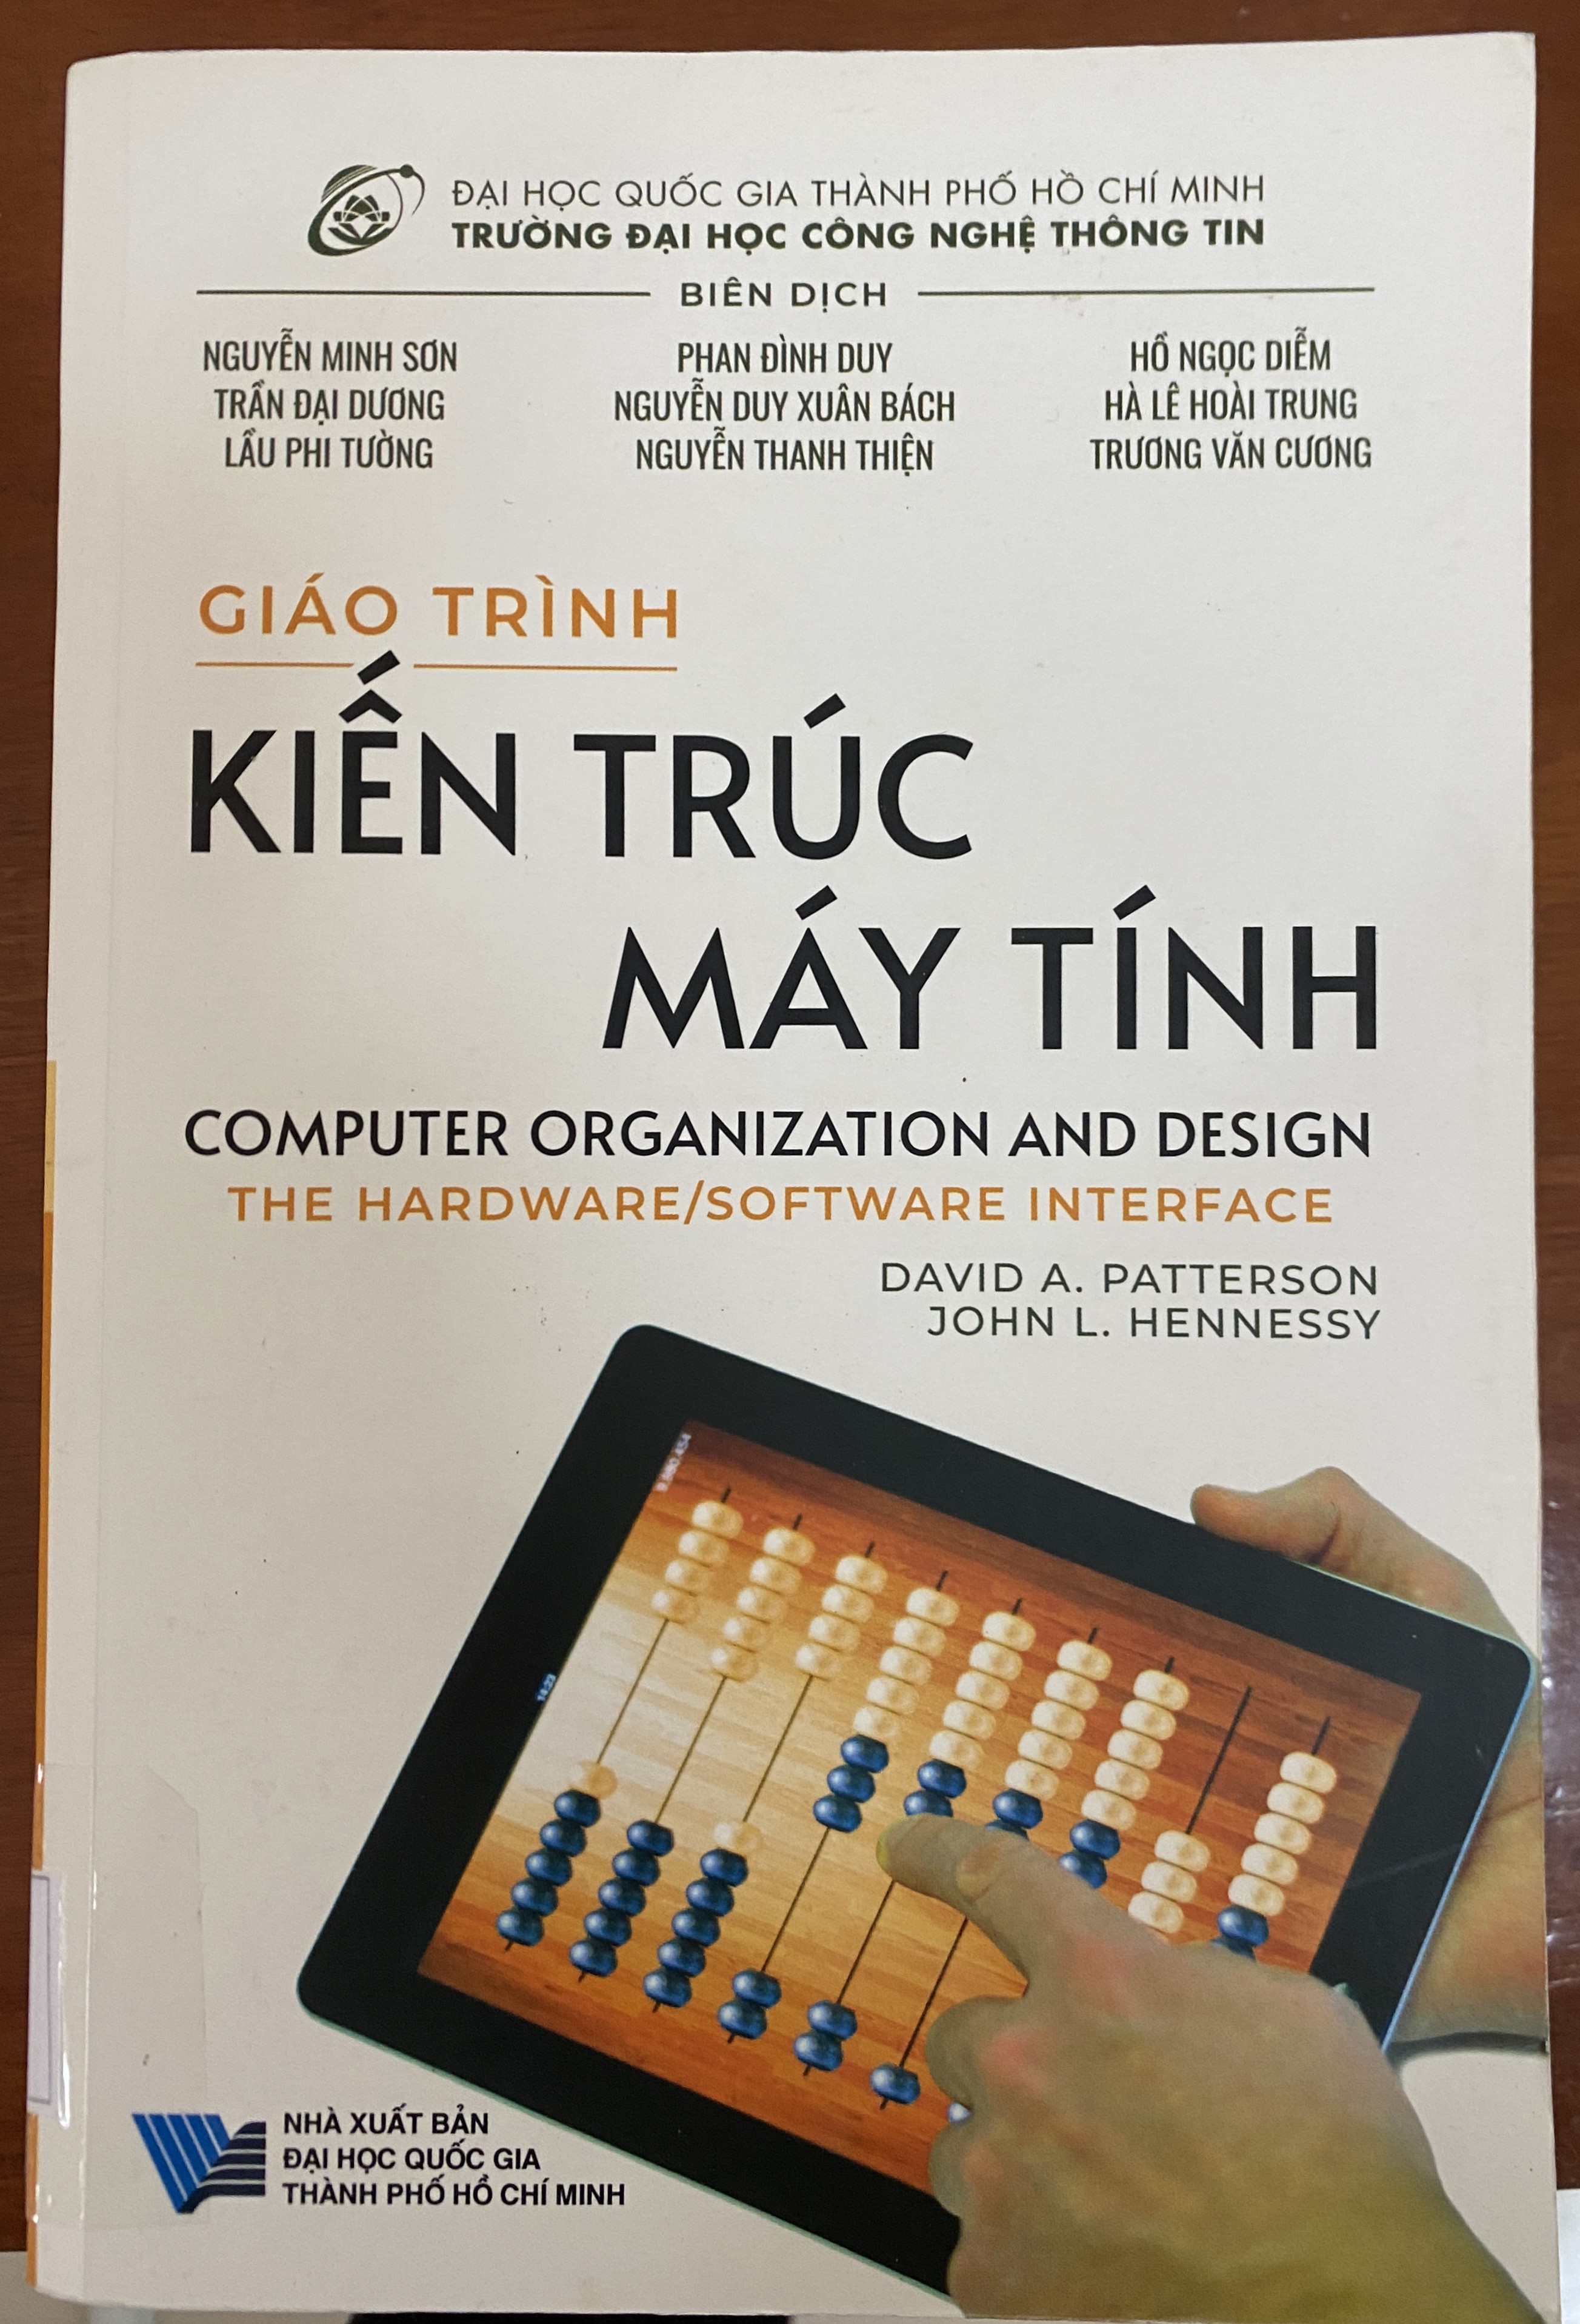 ĐẠI HỌC QUỐC GIA THÀNH PHỐ HỒ CHÍ MINH
TRƯỜNG ĐẠI HỌC CÔNG NGHỆ THÔNG TIN
BIÊN DỊCH
NGUYỄN MINH SƠN
TRẦN ĐẠI DƯƠNG
LẦU PHI TƯỜNG
PHAN ĐÌNH DUY
NGUYỄN DUY XUÂN BÁCH
NGUYỄN THANH THIỆN
HỒ NGỌC DIỄM
HÀ LÊ HOÀI TRUNG
TRƯƠNG VĂN CƯƠNG
GIÁO TRÌNH
KIẾN TRÚC
MÁY TÍNH
COMPUTER ORGANIZATION AND DESIGN
THE HARDWARE/SOFTWARE INTERFACE
DAVID A. PATTERSON
JOHN L. HENNESSY
NHÀ XUẤT BẢN
ĐẠI HỌC QUỐC GIA
THÀNH PHỐ HỒ CHÍ MINH